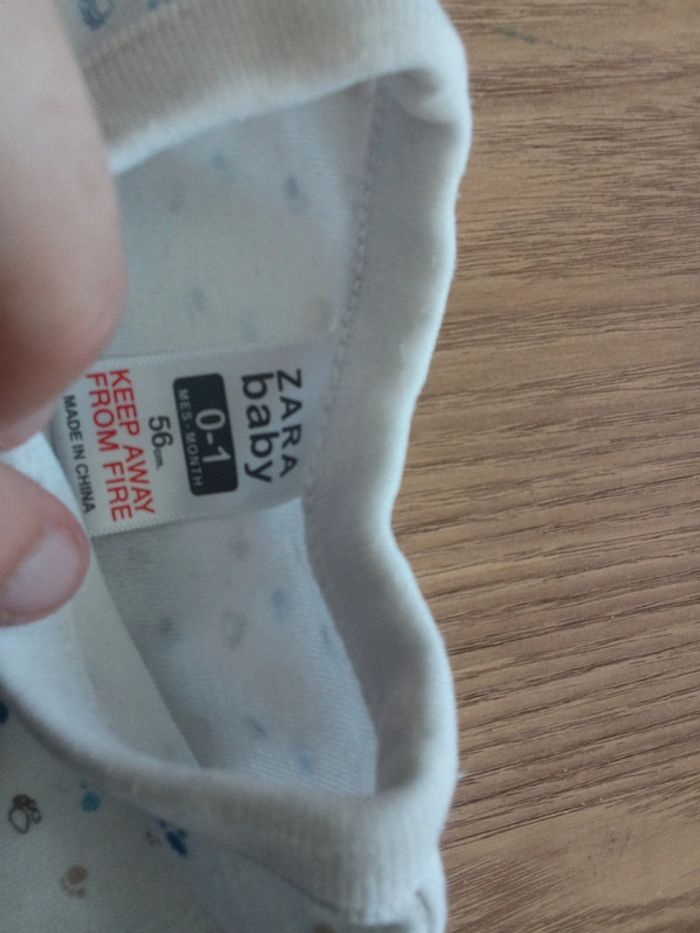 ZARA
baby
0-1
MES-MONTH
56cm.
KEEP AWAY
FROM FIRE
MADE IN CHINA